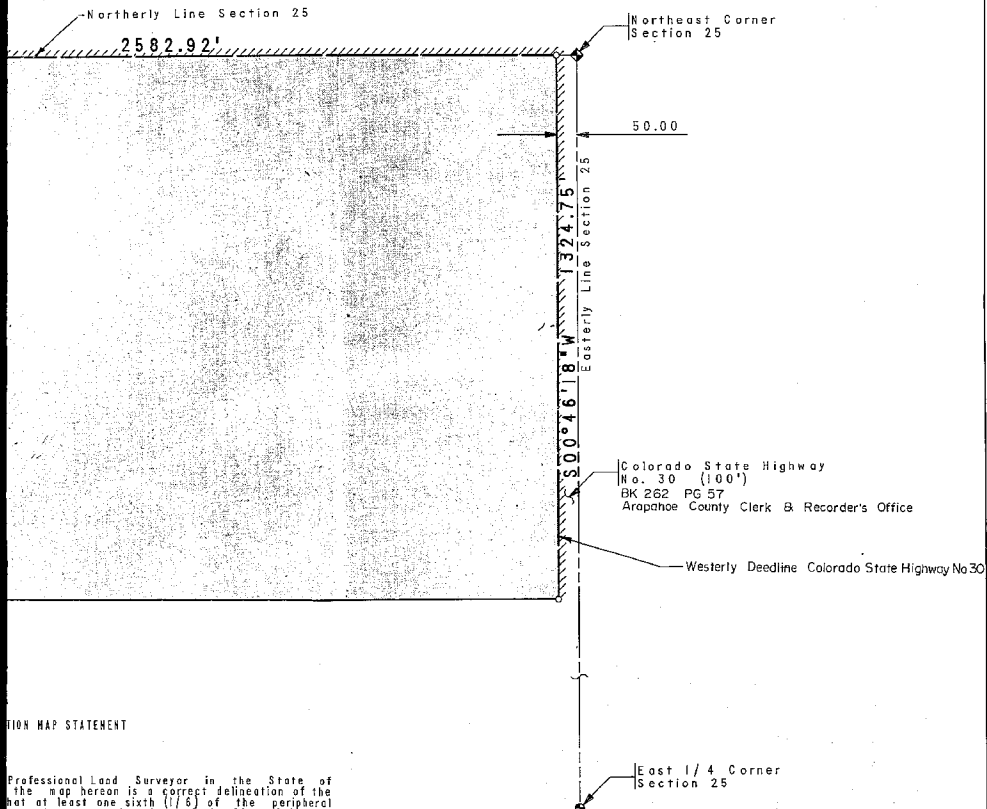 Northerly Line Section 25
2582.92'
Northeast Corner
Section 25
50.00
S00°46'18"W 1324.75'
Easterly Line Section 25
Colorado State Highway
No. 30 (100')
BK 262 PG 57
Arapahoe County Clerk & Recorder's Office
Westerly Deedline Colorado State Highway No 30
TION MAP STATEMENT
Professional Land Surveyor in the State of
the map hereon is a correct delineation of the
hat at least one sixth (1/6) of the peripheral
East 1/4 Corner
Section 25